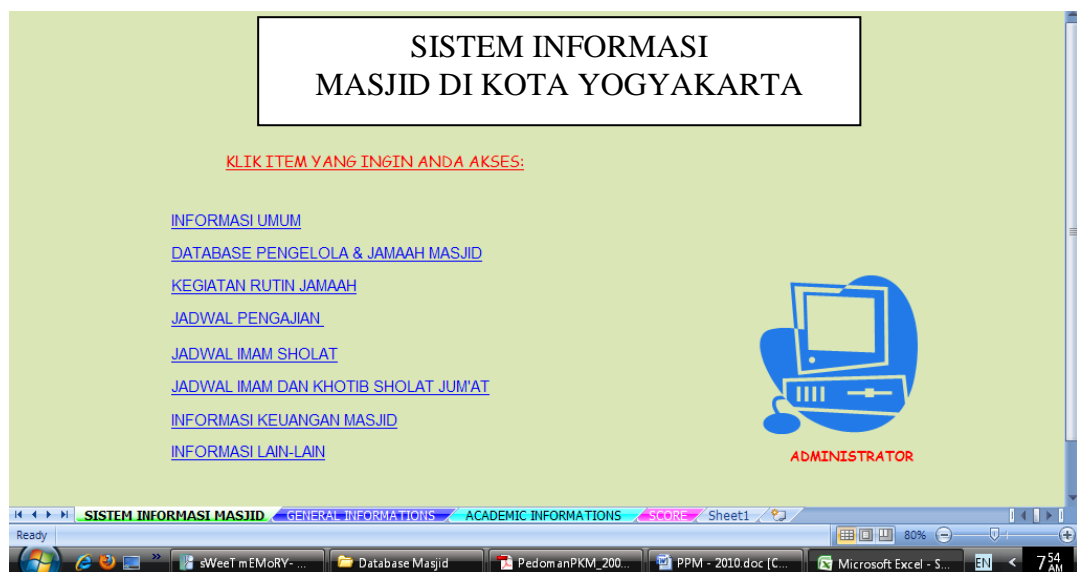 SISTEM INFORMASI
MASJID DI KOTA YOGYAKARTA
KLIK ITEM YANG INGIN ANDA AKSES:
INFORMASI UMUM
DATABASE PENGELOLA & JAMAAH MASJID
KEGIATAN RUTIN JAMAAH
JADWAL PENGAJIAN
JADWAL IMAM SHOLAT
JADWAL IMAM DAN KHOTIB SHOLAT JUM'AT
INFORMASI KEUANGAN MASJID
INFORMASI LAIN-LAIN
ADMINISTRATOR
SISTEM INFORMASI MASJID GENERAL INFORMATIONS ACADEMIC INFORMATIONS SCORE Sheet1
Ready 80%
sWeeT mEMoRY- ... Database Masjid PedomanPKM_200... PPM - 2010.doc [C... Microsoft Excel - S... EN 7 54 AM